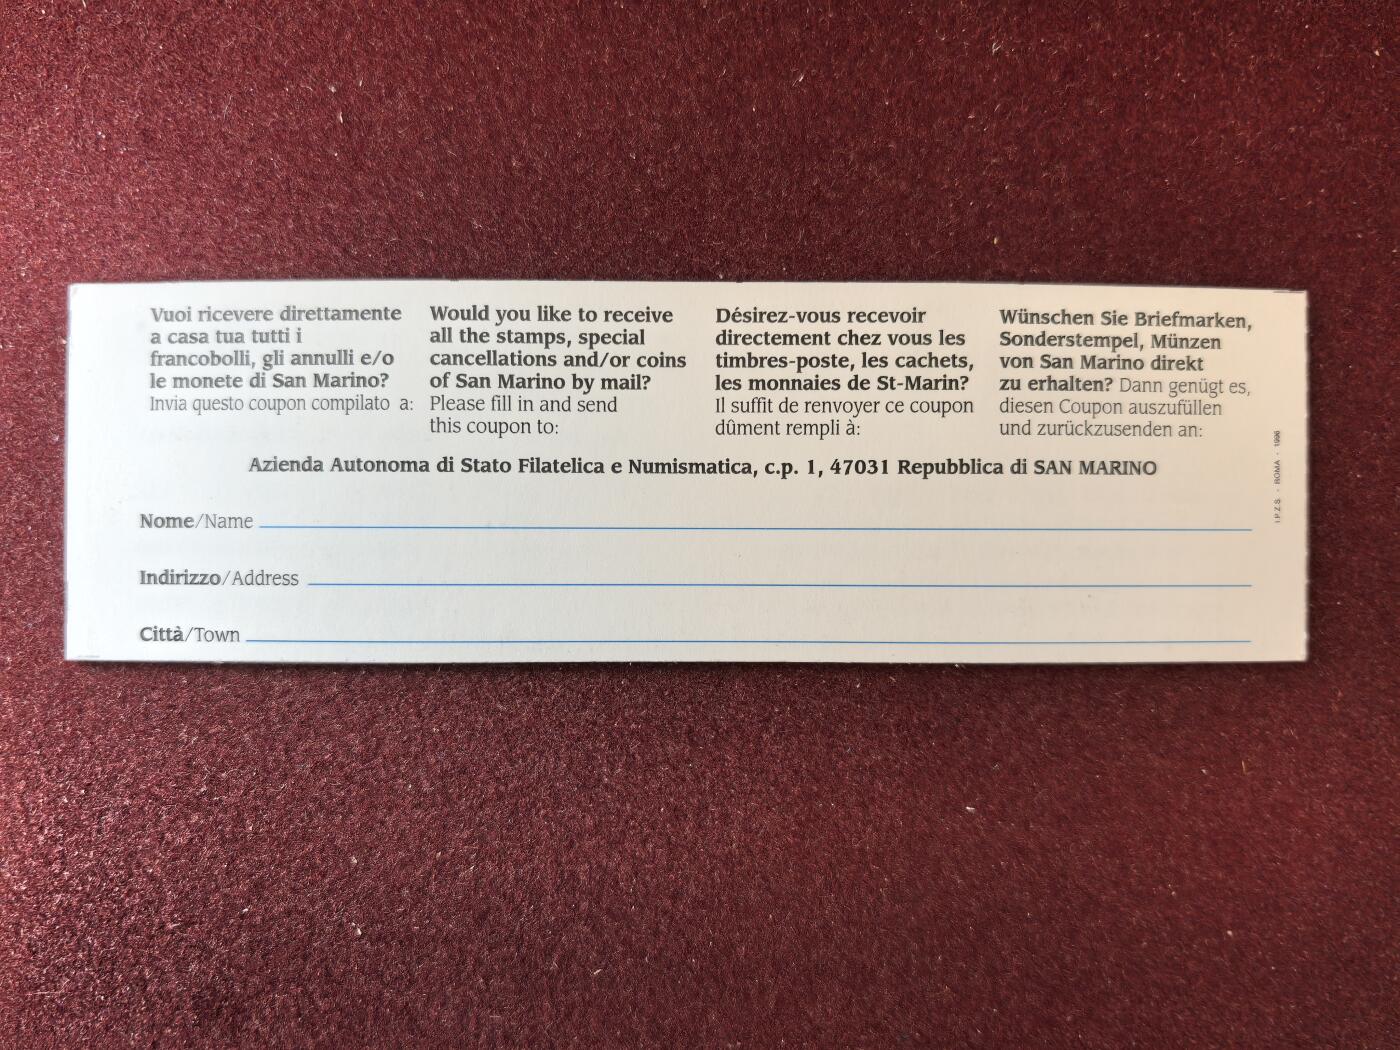 Vuoi ricevere direttamente
a casa tua tutti i
francobolli, gli annulli e/o
le monete di San Marino?
Invia questo coupon compilato a:
Would you like to receive
all the stamps, special
cancellations and/or coins
of San Marino by mail?
Please fill in and send
this coupon to:
Désirez-vous recevoir
directement chez vous les
timbres-poste, les cachets,
les monnaies de St-Marin?
Il suffit de renvoyer ce coupon
dûment rempli à:
Wünschen Sie Briefmarken,
Sonderstempel, Münzen
von San Marino direkt
zu erhalten? Dann genügt es,
diesen Coupon auszufüllen
und zurückzusenden an:
Azienda Autonoma di Stato Filatelica e Numismatica, c.p. 1, 47031 Repubblica di SAN MARINO
Nome/Name
Indirizzo/Address
Città/Town
I.P.Z.S. - ROMA - 1996